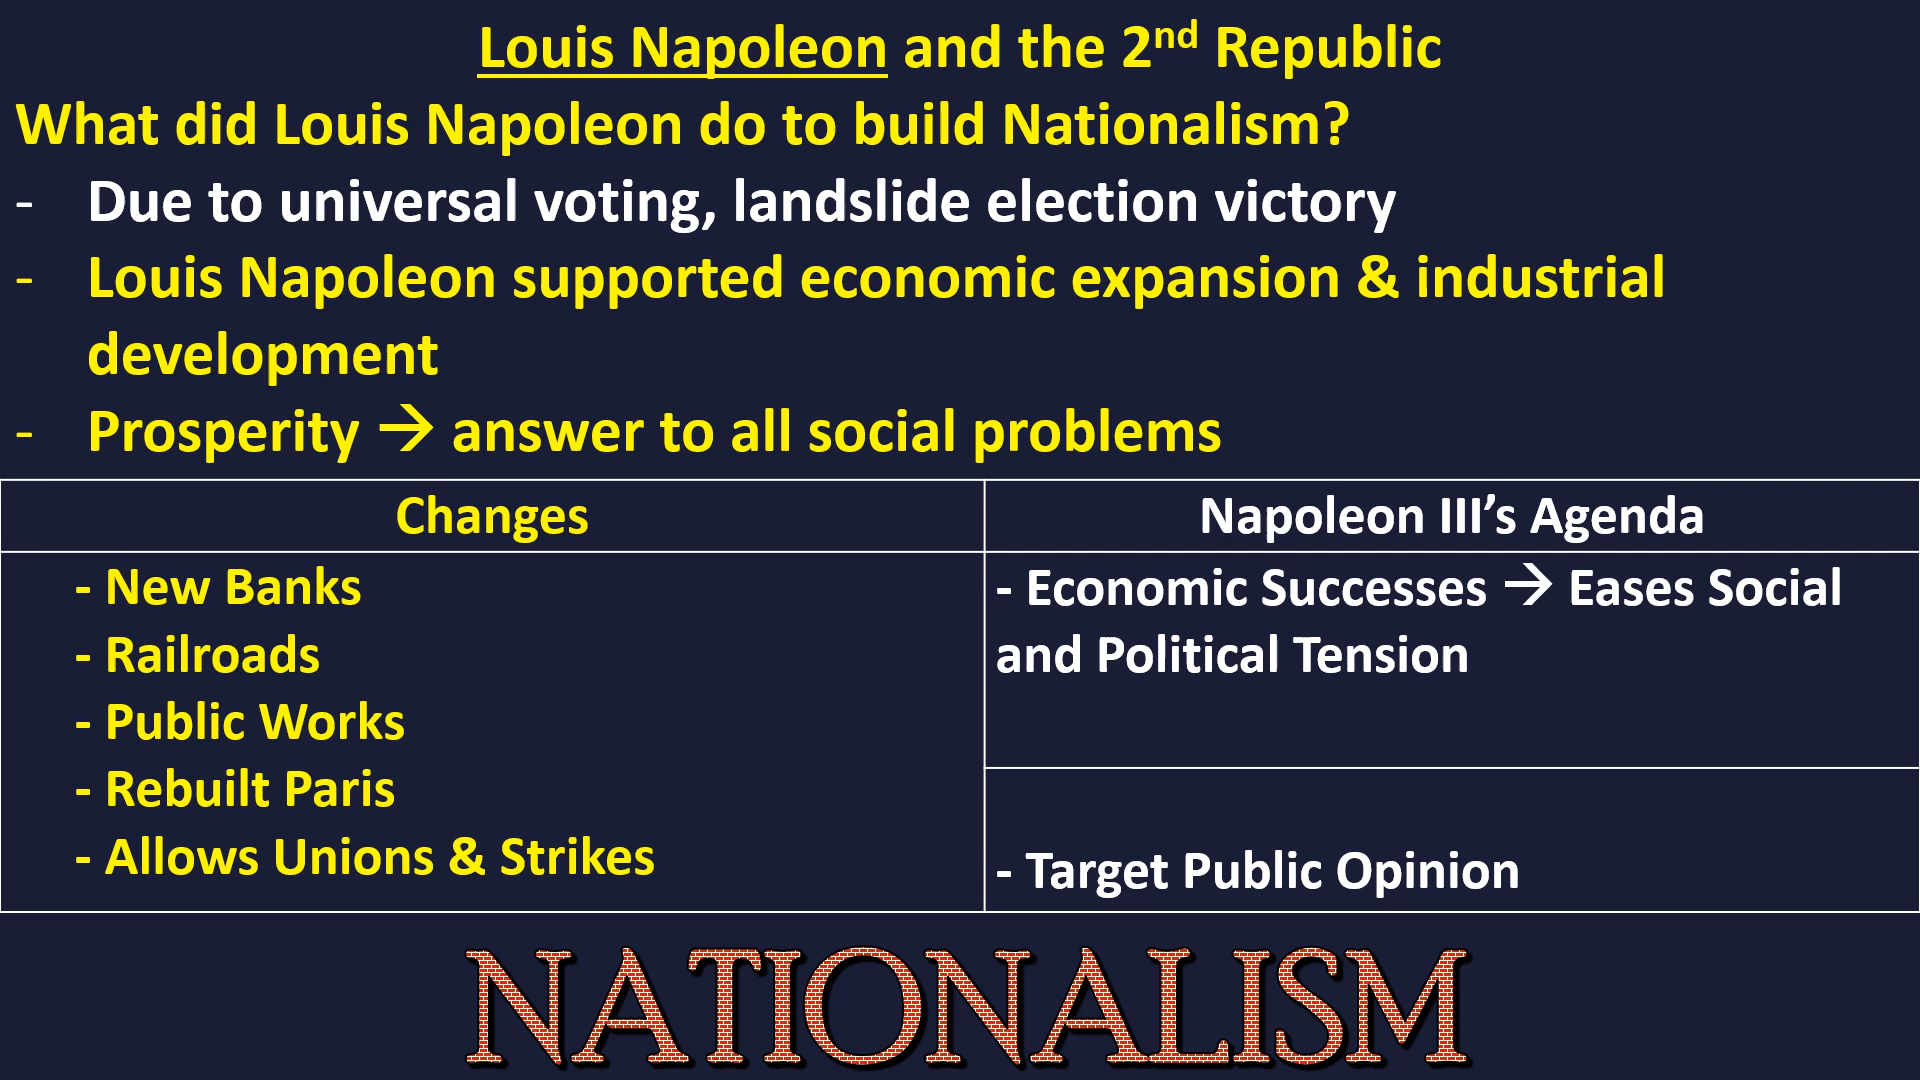 Louis Napoleon and the 2nd Republic
What did Louis Napoleon do to build Nationalism?
- Due to universal voting, landslide election victory
- Louis Napoleon supported economic expansion & industrial
development
- Prosperity → answer to all social problems
Changes
- New Banks
- Railroads
- Public Works
- Rebuilt Paris
- Allows Unions & Strikes
Napoleon III’s Agenda
- Economic Successes → Eases Social
and Political Tension
- Target Public Opinion
NATIONALISM